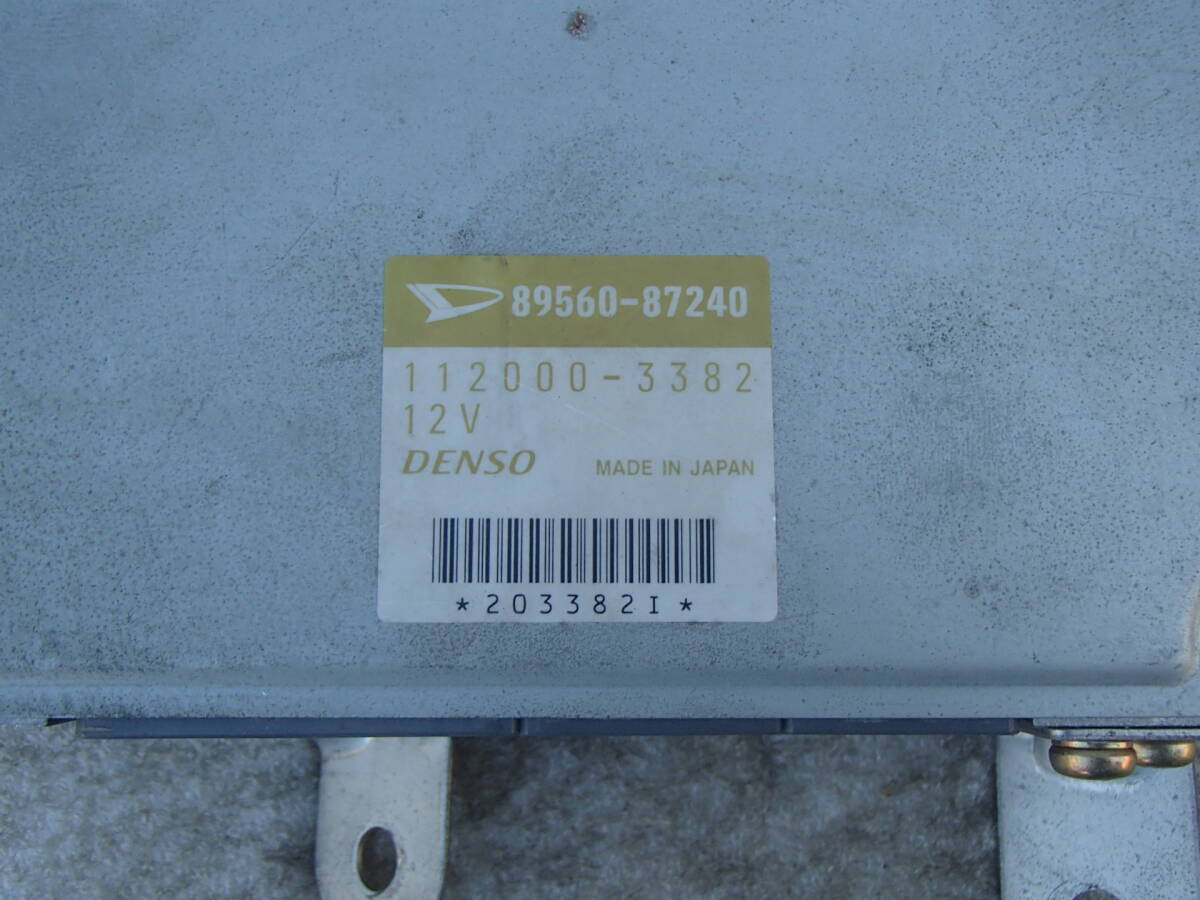 89560-87240
112000-3382
12V
DENSO MADE IN JAPAN
*203382I*